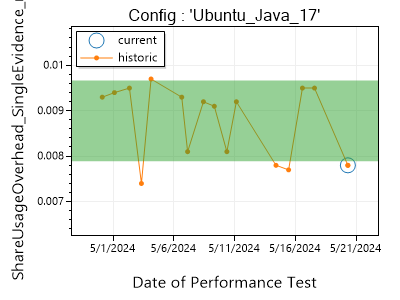 Config : 'Ubuntu_Java_17'
current
historic
0.01
0.009
0.008
0.007
ShareUsageOverhead_SingleEvidence_
5/1/2024
5/6/2024
5/11/2024
5/16/2024
5/21/2024
Date of Performance Test